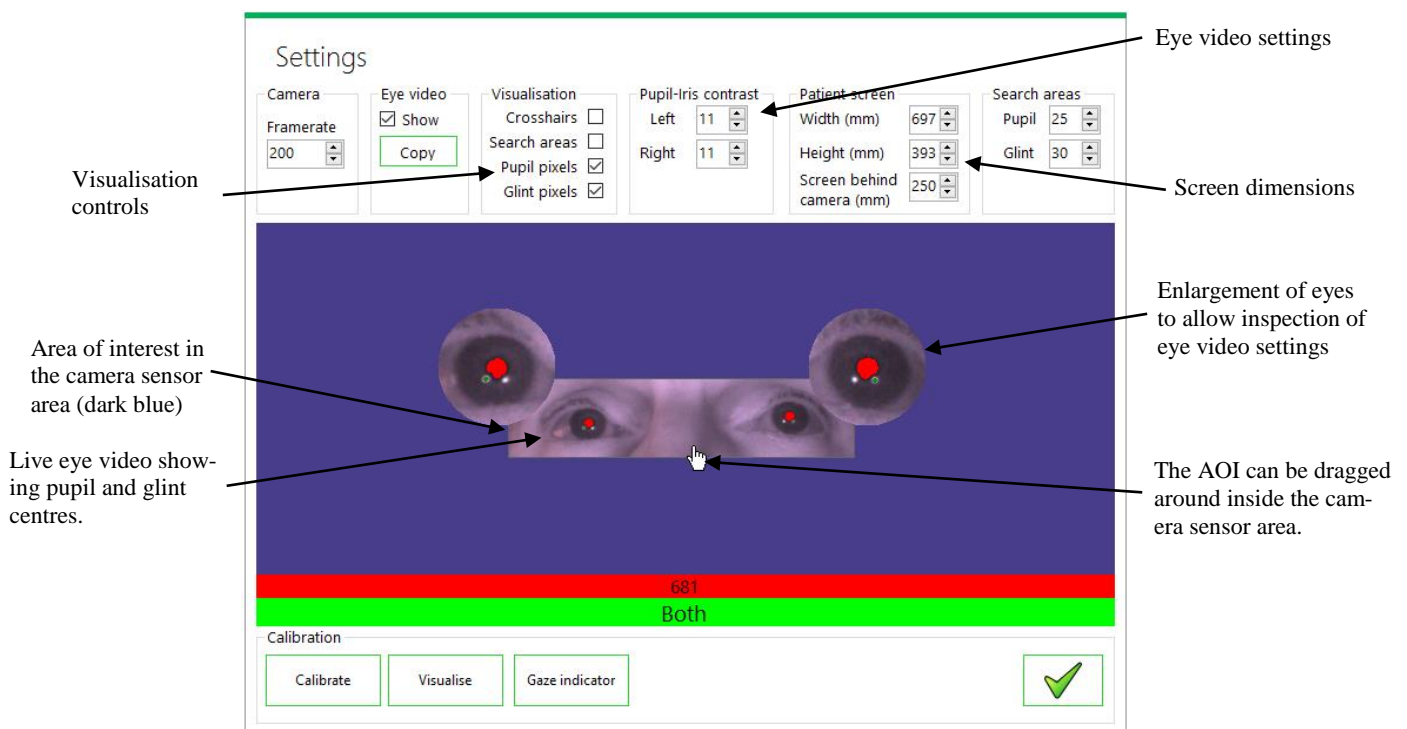 Eye video settings
Settings
Camera
Eye video
Visualisation
Pupil-Iris contrast
Patient screen
Search areas
Framerate
200
Show
Copy
Crosshairs
Search areas
Pupil pixels
Glint pixels
Left 11
Right 11
Width (mm) 697
Height (mm) 393
Screen behind
camera (mm) 250
Pupil 25
Glint 30
Visualisation
controls
Screen dimensions
Enlargement of eyes
to allow inspection of
eye video settings
Area of interest in
the camera sensor
area (dark blue)
Live eye video show-
ing pupil and glint
centres.
The AOI can be dragged
around inside the cam-
era sensor area.
681
Both
Calibration
Calibrate
Visualise
Gaze indicator